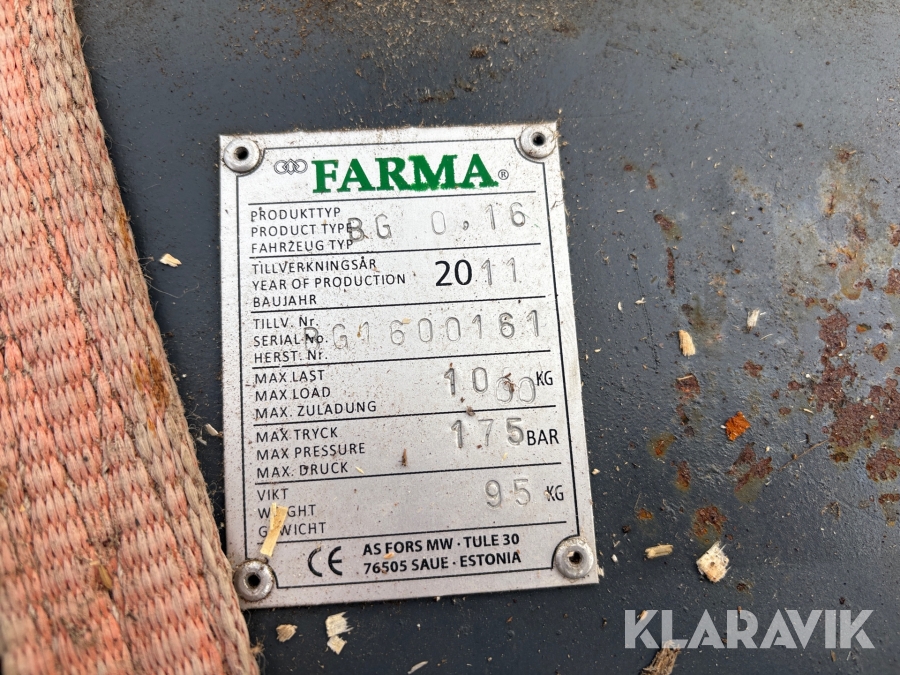 FARMA®
PRODUKTTYP
PRODUCT TYPE BG 0,16
FAHRZEUG TYP
TILLVERKNINGSÅR
YEAR OF PRODUCTION 2011
BAUJAHR
TILLV. Nr.
SERIAL-No. BG1600161
HERST. Nr.
MAX LAST
MAX LOAD 1000 KG
MAX. ZULADUNG
MAX TRYCK
MAX PRESSURE 175 BAR
MAX. DRUCK
VIKT
WEIGHT 95 KG
GEWICHT
CE AS FORS MW · TULE 30
76505 SAUE · ESTONIA
KLARAVIK